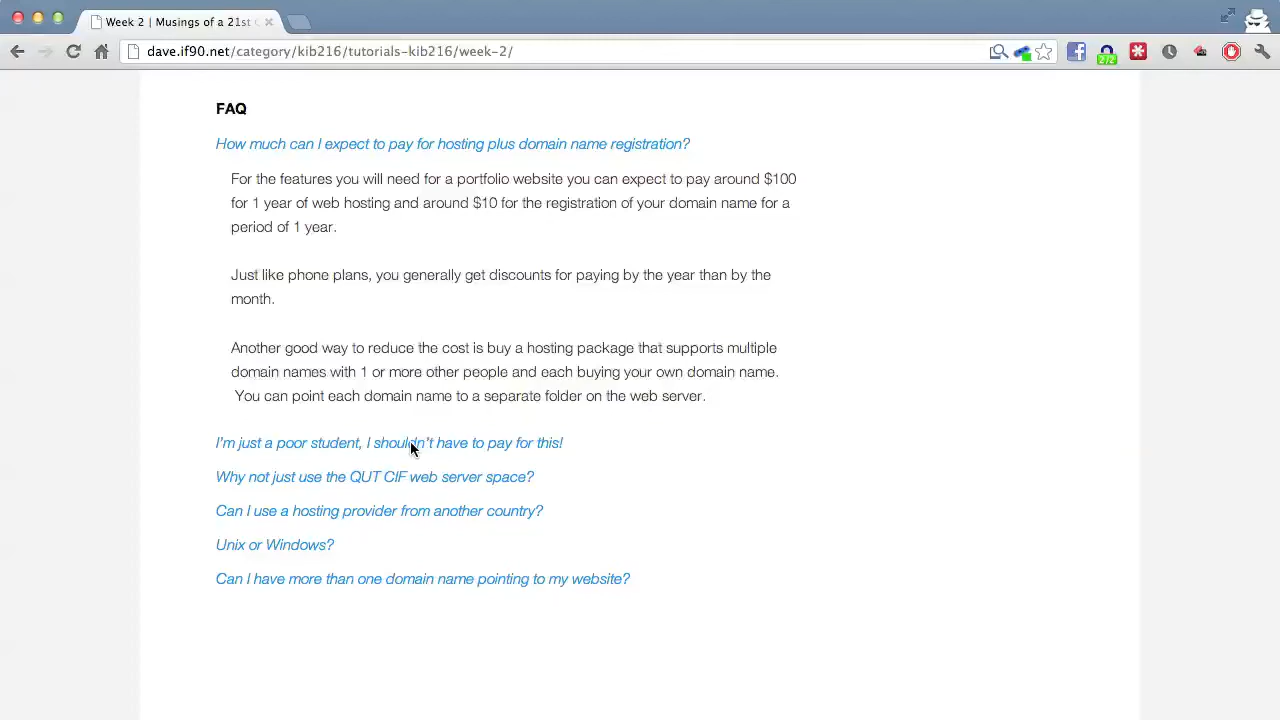 Week 2 | Musings of a 21st
dave.if90.net/category/kib216/tutorials-kib216/week-2/
2/2
FAQ
How much can I expect to pay for hosting plus domain name registration?
For the features you will need for a portfolio website you can expect to pay around $100
for 1 year of web hosting and around $10 for the registration of your domain name for a
period of 1 year.
Just like phone plans, you generally get discounts for paying by the year than by the
month.
Another good way to reduce the cost is buy a hosting package that supports multiple
domain names with 1 or more other people and each buying your own domain name.
You can point each domain name to a separate folder on the web server.
I'm just a poor student, I shouldn't have to pay for this!
Why not just use the QUT CIF web server space?
Can I use a hosting provider from another country?
Unix or Windows?
Can I have more than one domain name pointing to my website?